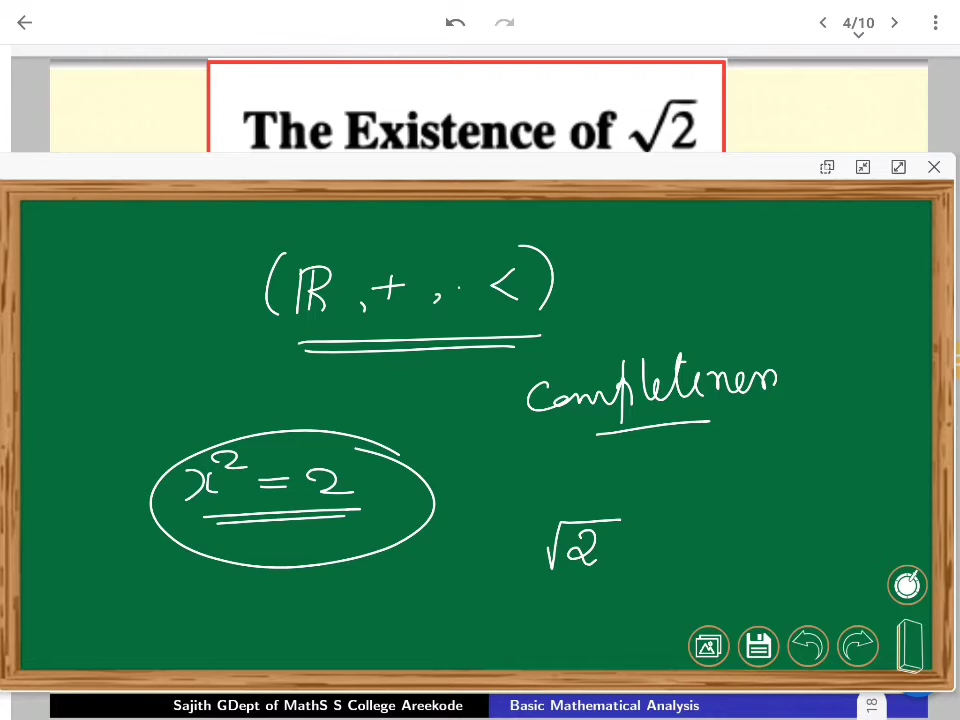 4/10
The Existence of √2
(ℝ, +, · <)
completeness
x² = 2
√2
Sajith GDept of MathS S College Areekode Basic Mathematical Analysis 18